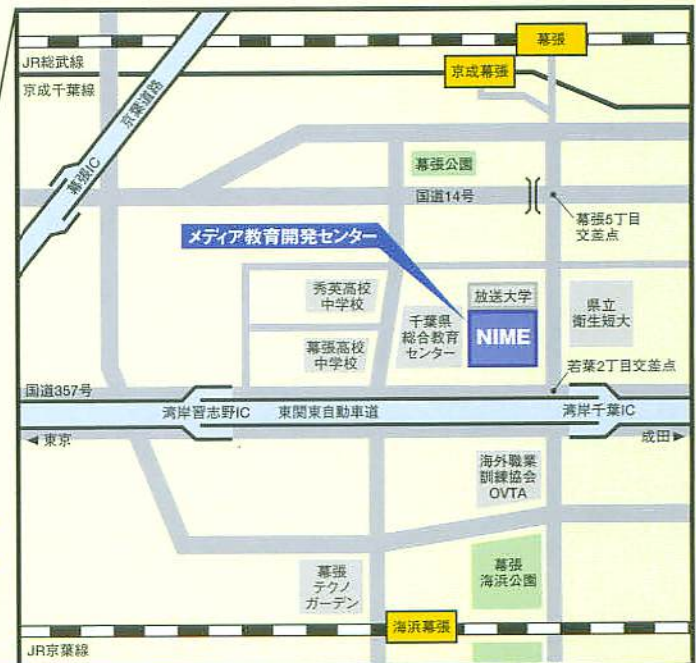 幕張
JR総武線
京成幕張
京成千葉線
京葉道路
幕張IC
幕張公園
国道14号
幕張5丁目
交差点
メディア教育開発センター
秀英高校
中学校
放送大学
千葉県
総合教育
センター
NIME
県立
衛生短大
幕張高校
中学校
若葉2丁目交差点
国道357号
湾岸習志野IC
東関東自動車道
湾岸千葉IC
◀東京
成田▶
海外職業
訓練協会
OVTA
幕張
テクノ
ガーデン
幕張
海浜公園
海浜幕張
JR京葉線